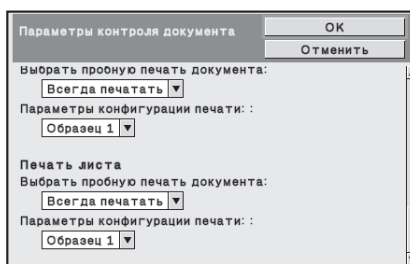 Параметры контроля документа
OK
Отменить
Выбрать пробную печать документа:
Всегда печатать
Параметры конфигурации печати: :
Образец 1
Печать листа
Выбрать пробную печать документа:
Всегда печатать
Параметры конфигурации печати: :
Образец 1